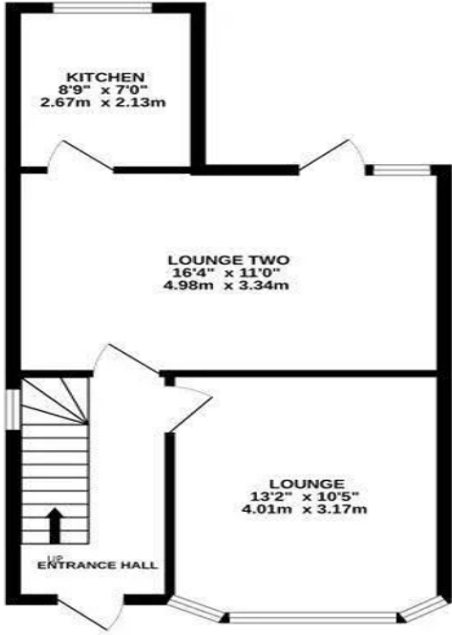 KITCHEN
8'9" x 7'0"
2.67m x 2.13m
LOUNGE TWO
16'4" x 11'0"
4.98m x 3.34m
LOUNGE
13'2" x 10'5"
4.01m x 3.17m
UP
ENTRANCE HALL